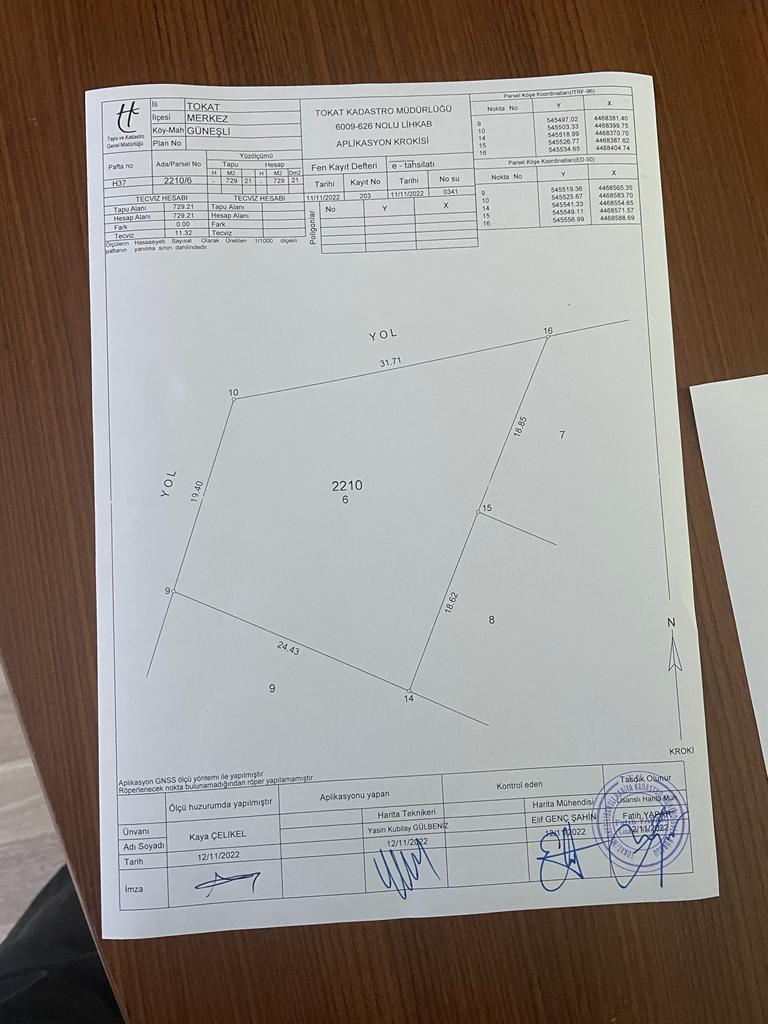 Tapu ve Kadastro
Genel Müdürlüğü
İli TOKAT
İlçesi MERKEZ
Köy-Mah GÜNEŞLİ
Plan No
Pafta no Ada/Parsel No Yüzölçümü
Tapu Hesap
H M2 H M2 Dm2
H37 2210/6 - 729 21 - 729 21
TECVİZ HESABI TECVİZ HESABI
Tapu Alanı 729.21 Tapu Alanı
Hesap Alanı 729.21 Hesap Alanı
Fark 0.00 Fark
Tecviz 11.32 Tecviz
Ölçülerin Hassasiyeti Sayısal Olarak Üretilen 1/1000 ölçekli
paftanın yanılma sınırı dahilindedir.
TOKAT KADASTRO MÜDÜRLÜĞÜ
6009-626 NOLU LİHKAB
APLİKASYON KROKİSİ
Fen Kayıt Defteri e - tahsilatı
Tarihi Kayıt No Tarihi No su
11/11/2022 203 11/11/2022 0341
Poligonlar
No Y X
Parsel Köşe Koordinatları(ITRF-96)
Nokta No Y X
9 545497.02 4468381.40
10 545503.33 4468399.75
14 545518.99 4468370.70
15 545526.77 4468387.62
16 545534.65 4468404.74
Parsel Köşe Koordinatları(ED-50)
Nokta No Y X
9 545519.36 4468565.35
10 545525.67 4468583.70
14 545541.33 4468554.65
15 545549.11 4468571.57
16 545556.99 4468588.69
YOL
16
31.71
10
18.85
7
YOL
19.40
2210
6
15
9
18.62
8
24.43
9
14
N
KROKİ
Aplikasyon GNSS ölçü yöntemi ile yapılmıştır.
Röperlenecek nokta bulunamadığından röper yapılamamıştır.
Ölçü huzurumda yapılmıştır Aplikasyonu yapan Kontrol eden Tasdik Olunur
Ünvanı Harita Teknikeri Harita Mühendisi Lisanslı Harita
Adı Soyadı Kaya ÇELİKEL Yasin Kubilay GÜLBENİZ Elif GENÇ ŞAHİN Fatih
Tarih 12/11/2022 12/11/2022 12/11/2022 12/11/2022
İmza